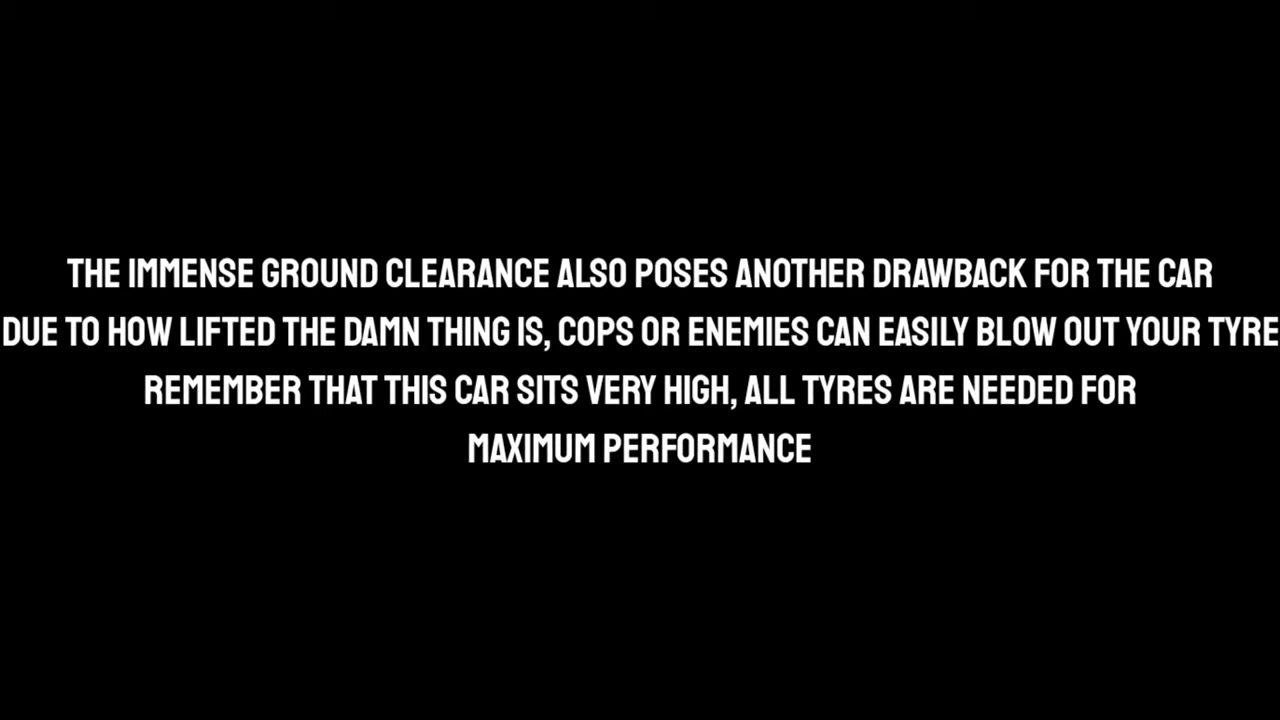 THE IMMENSE GROUND CLEARANCE ALSO POSES ANOTHER DRAWBACK FOR THE CAR
DUE TO HOW LIFTED THE DAMN THING IS, COPS OR ENEMIES CAN EASILY BLOW OUT YOUR TYRE
REMEMBER THAT THIS CAR SITS VERY HIGH, ALL TYRES ARE NEEDED FOR
MAXIMUM PERFORMANCE